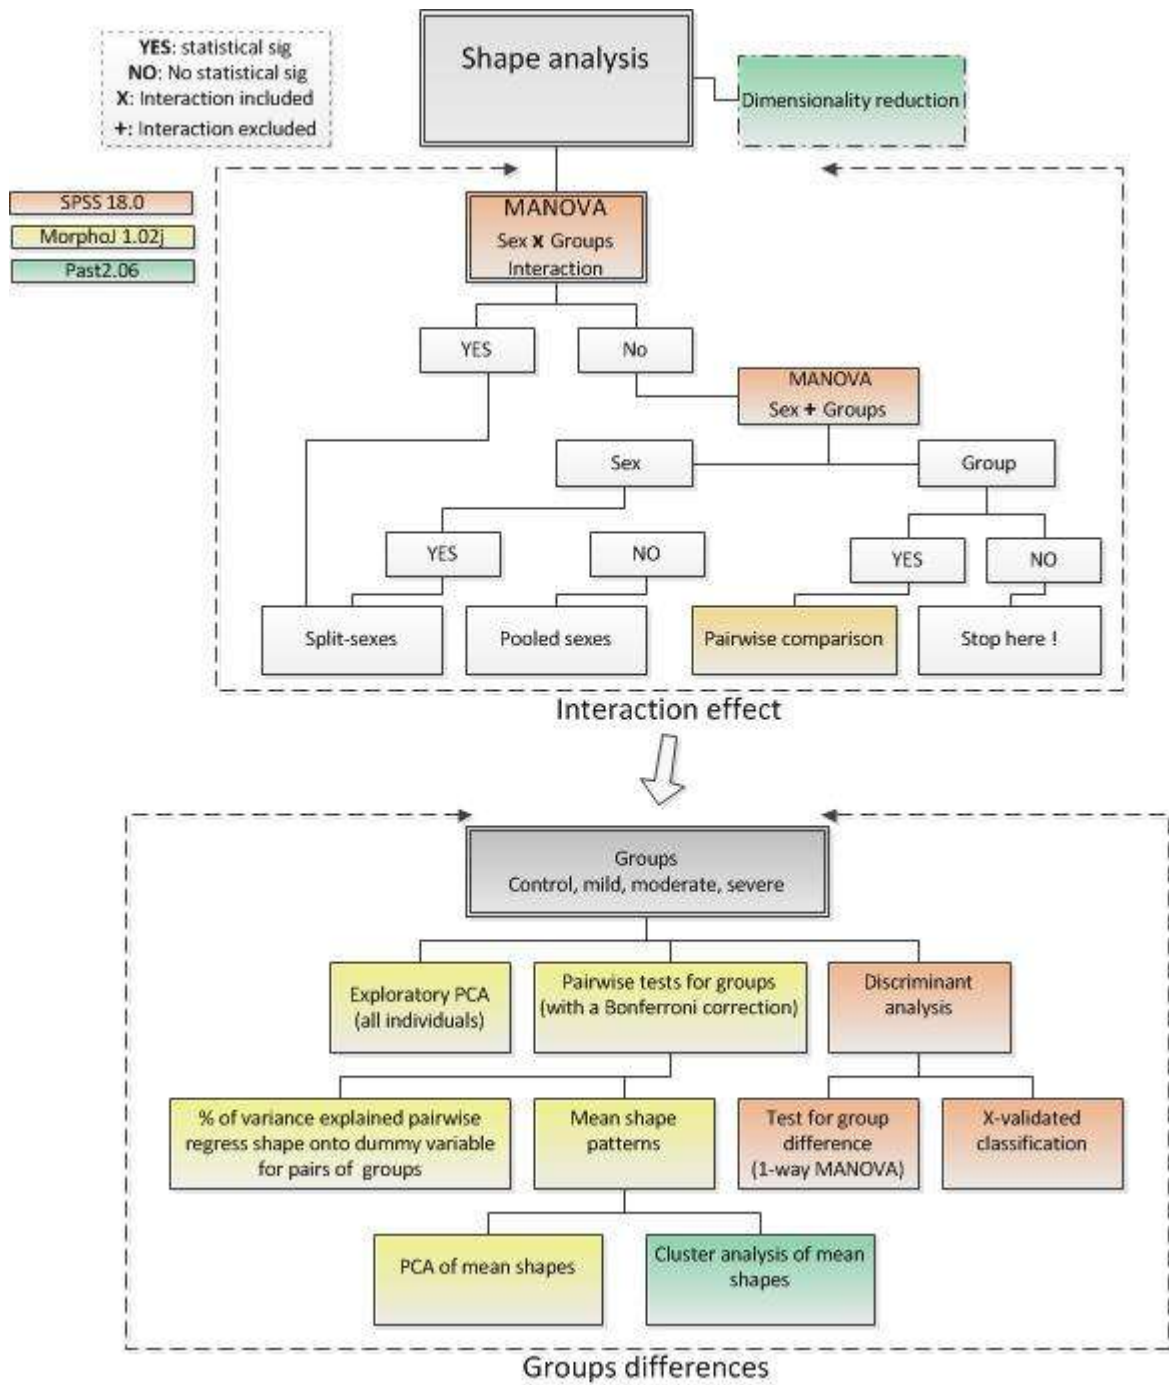 YES: statistical sig
NO: No statistical sig
X: Interaction included
+: Interaction excluded
Shape analysis
Dimensionality reduction
SPSS 18.0
MorphoJ 1.02j
Past2.06
MANOVA
Sex x Groups
Interaction
YES
No
MANOVA
Sex + Groups
Sex
Group
YES
NO
YES
NO
Split-sexes
Pooled sexes
Pairwise comparison
Stop here !
Interaction effect
Groups
Control, mild, moderate, severe
Exploratory PCA
(all individuals)
Pairwise tests for groups
(with a Bonferroni correction)
Discriminant
analysis
% of variance explained pairwise
regress shape onto dummy variable
for pairs of groups
Mean shape
patterns
Test for group
difference
(1-way MANOVA)
X-validated
classification
PCA of mean shapes
Cluster analysis of mean
shapes
Groups differences